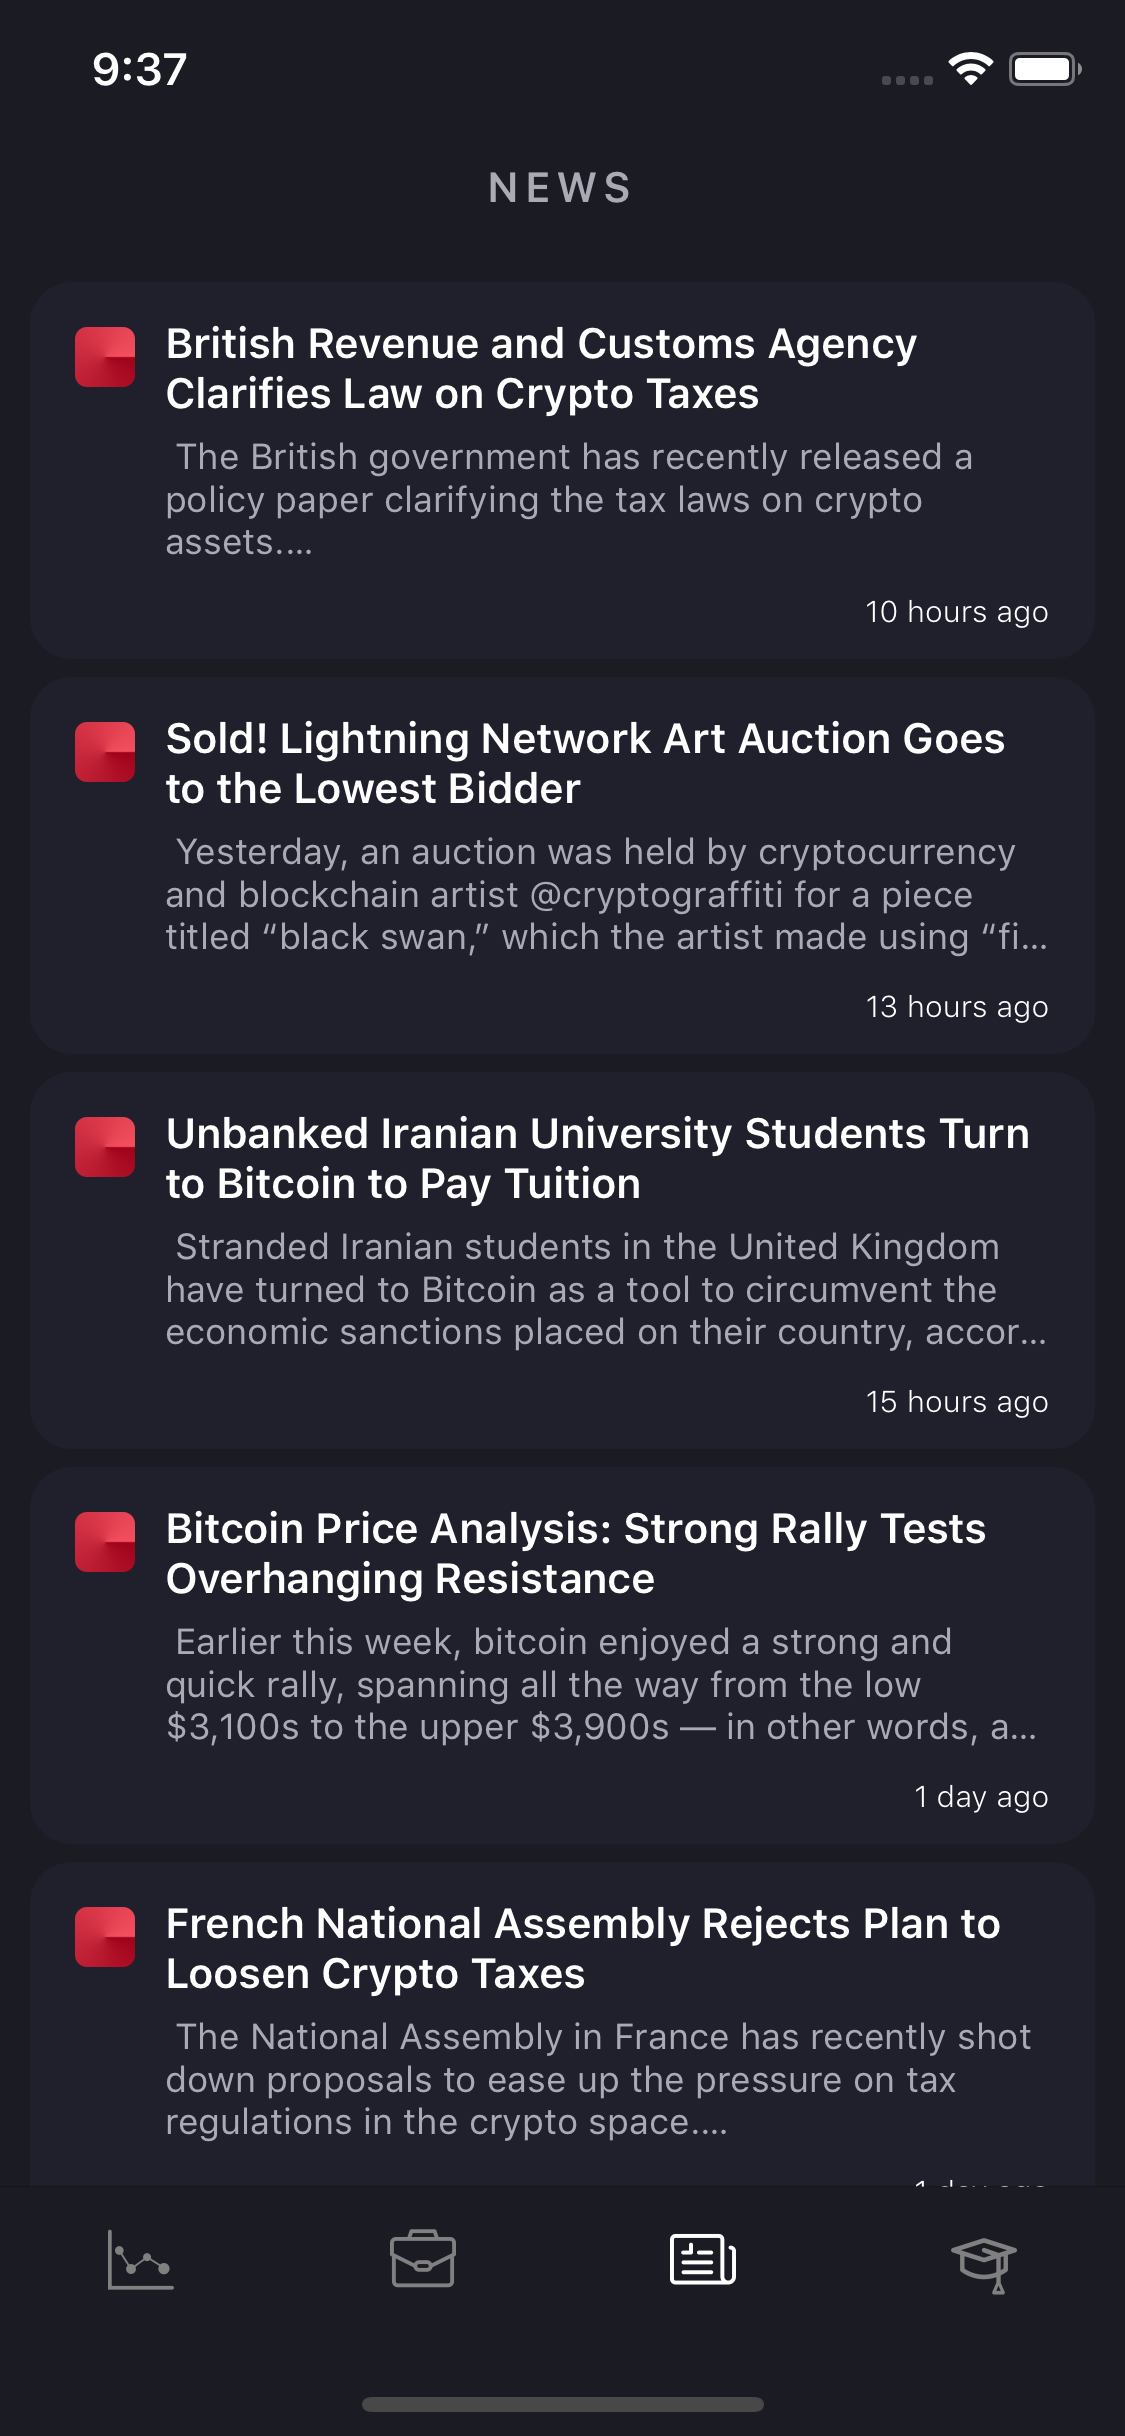 9:37
NEWS
British Revenue and Customs Agency
Clarifies Law on Crypto Taxes
The British government has recently released a
policy paper clarifying the tax laws on crypto
assets....
10 hours ago
Sold! Lightning Network Art Auction Goes
to the Lowest Bidder
Yesterday, an auction was held by cryptocurrency
and blockchain artist @cryptograffiti for a piece
titled “black swan,” which the artist made using “fi...
13 hours ago
Unbanked Iranian University Students Turn
to Bitcoin to Pay Tuition
Stranded Iranian students in the United Kingdom
have turned to Bitcoin as a tool to circumvent the
economic sanctions placed on their country, accor...
15 hours ago
Bitcoin Price Analysis: Strong Rally Tests
Overhanging Resistance
Earlier this week, bitcoin enjoyed a strong and
quick rally, spanning all the way from the low
$3,100s to the upper $3,900s — in other words, a...
1 day ago
French National Assembly Rejects Plan to
Loosen Crypto Taxes
The National Assembly in France has recently shot
down proposals to ease up the pressure on tax
regulations in the crypto space....
1 day ago